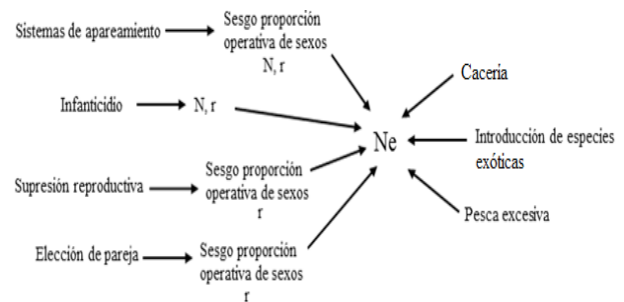 Sistemas de apareamiento
Sesgo proporción
operativa de sexos
N, r
Infanticidio
N, r
Supresión reproductiva
Sesgo proporción
operativa de sexos
r
Elección de pareja
Sesgo proporción
operativa de sexos
r
Ne
Cacería
Introducción de especies
exóticas
Pesca excesiva